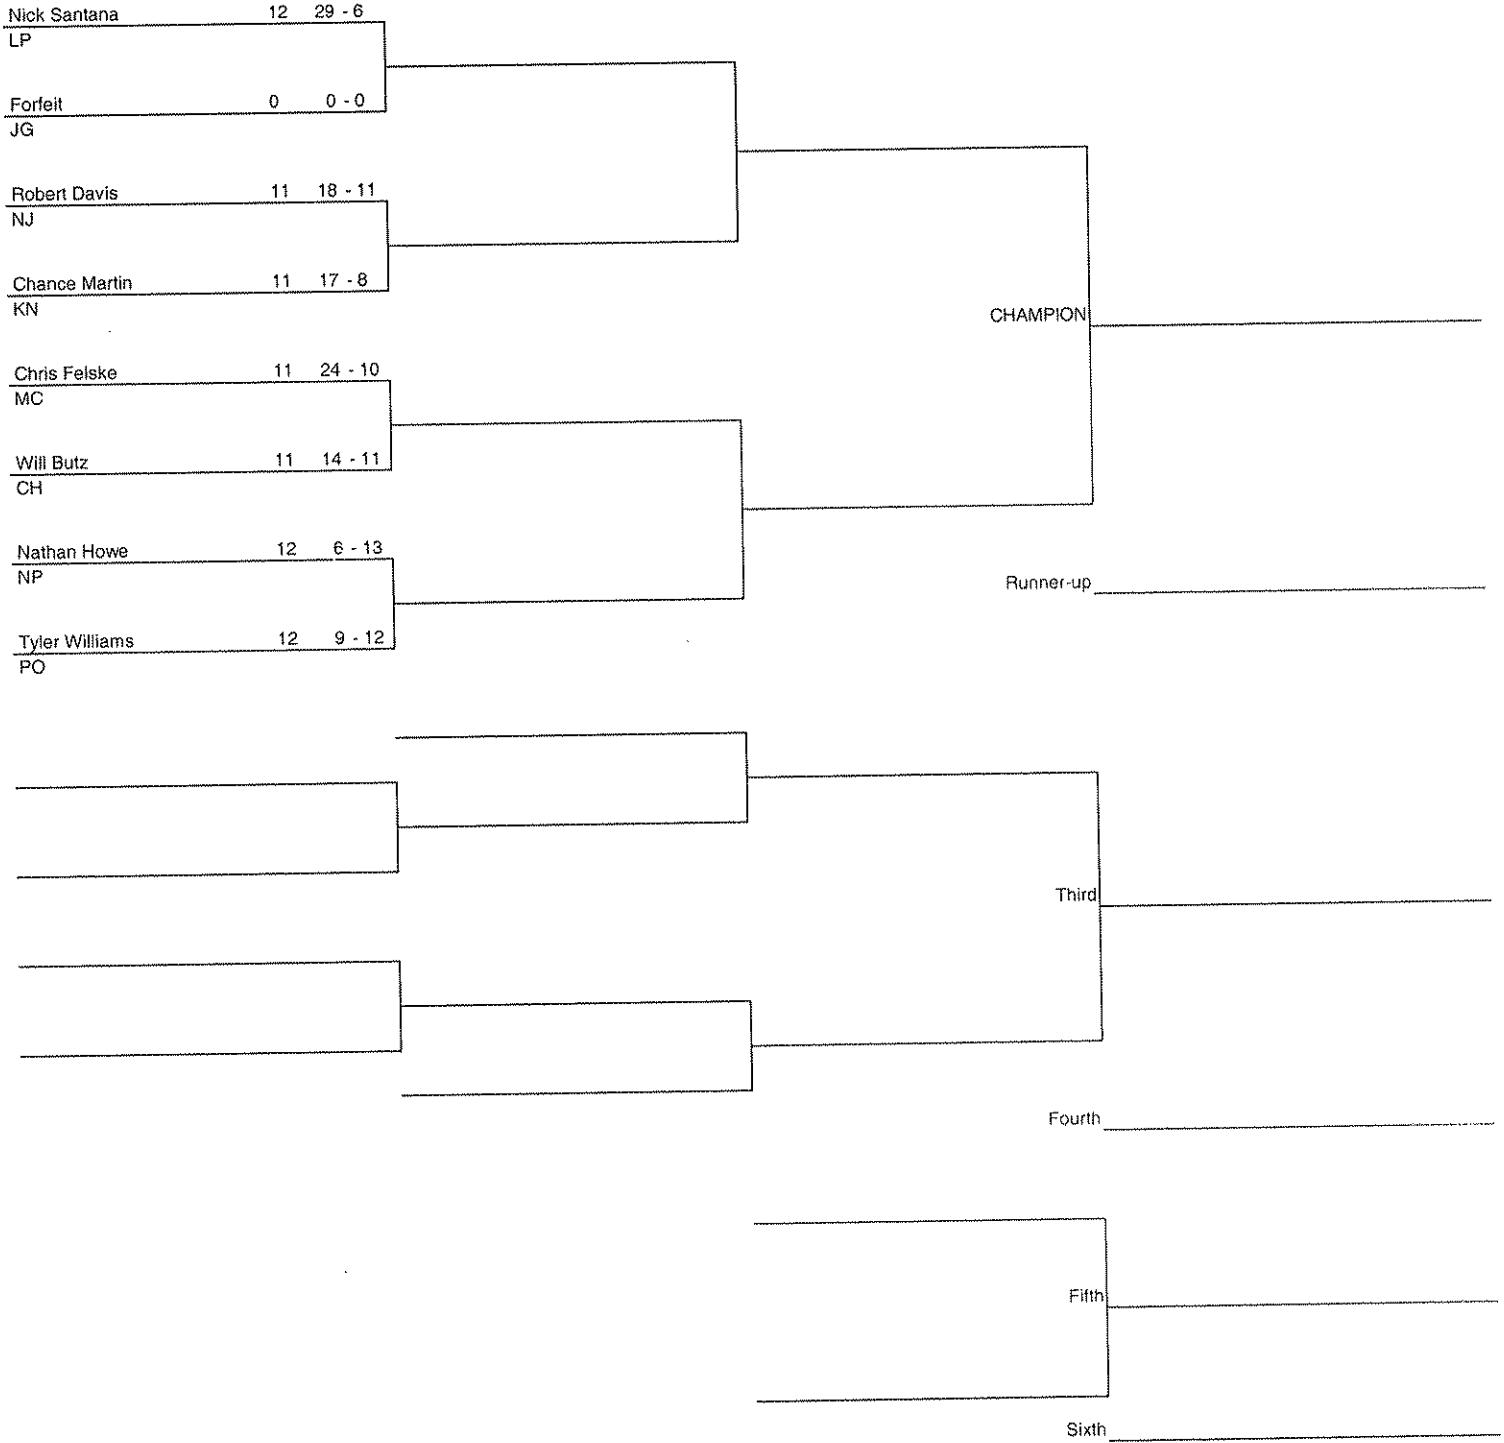 Nick Santana 12 29 - 6
LP
Forfeit 0 0 - 0
JG
Robert Davis 11 18 - 11
NJ
Chance Martin 11 17 - 8
KN
CHAMPION
Chris Felske 11 24 - 10
MC
Will Butz 11 14 - 11
CH
Nathan Howe 12 6 - 13
NP
Runner-up
Tyler Williams 12 9 - 12
PO
Third
Fourth
Fifth
Sixth